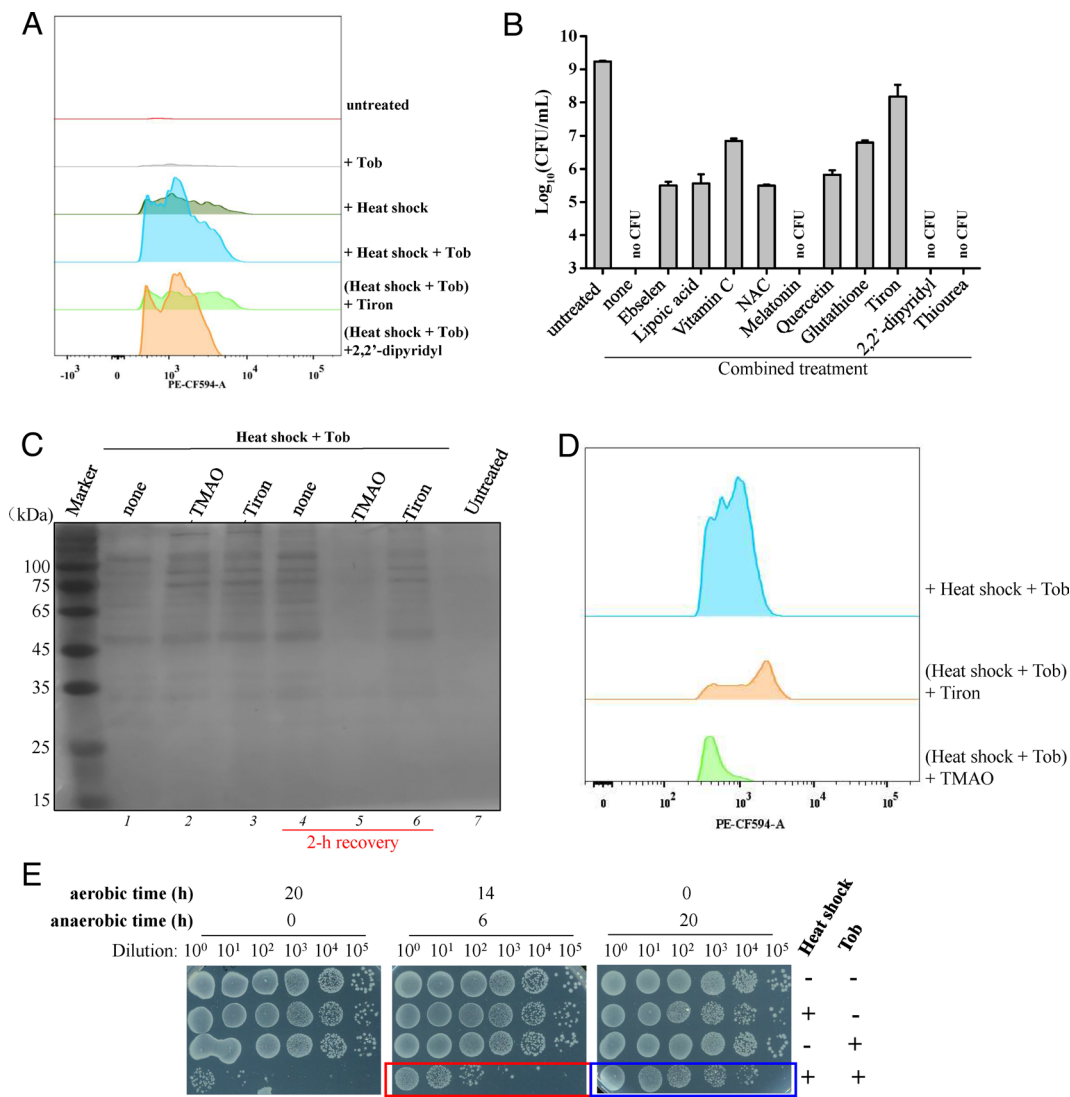 A
untreated
+ Tob
+ Heat shock
+ Heat shock + Tob
(Heat shock + Tob)
+ Tiron
(Heat shock + Tob)
+2,2'-dipyridyl
-10³ 0 10³ 10⁴ 10⁵
PE-CF594-A
B
Log₁₀(CFU/mL)
10
9
8
7
6
5
4
3
no CFU
no CFU
no CFU
no CFU
untreated
none
Ebselen
Lipoic acid
Vitamin C
NAC
Melatonin
Quercetin
Glutathione
Tiron
2,2'-dipyridyl
Thiourea
Combined treatment
C
Heat shock + Tob
(kDa)
Marker
none
TMAO
Tiron
none
TMAO
Tiron
Untreated
100
75
65
45
35
25
15
1 2 3 4 5 6 7
2-h recovery
D
+ Heat shock + Tob
(Heat shock + Tob)
+ Tiron
(Heat shock + Tob)
+ TMAO
0 10² 10³ 10⁴ 10⁵
PE-CF594-A
E
aerobic time (h) 20 14 0
anaerobic time (h) 0 6 20
Dilution: 10⁰ 10¹ 10² 10³ 10⁴ 10⁵ 10⁰ 10¹ 10² 10³ 10⁴ 10⁵ 10⁰ 10¹ 10² 10³ 10⁴ 10⁵
Heat shock
Tob
- -
+ -
- +
+ +